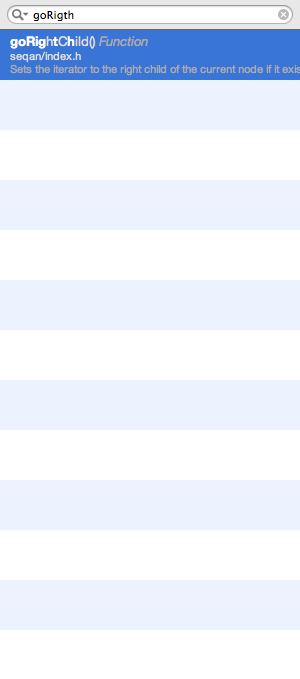 goRigth
goRightChild() Function
seqan/index.h
Sets the iterator to the right child of the current node if it exis